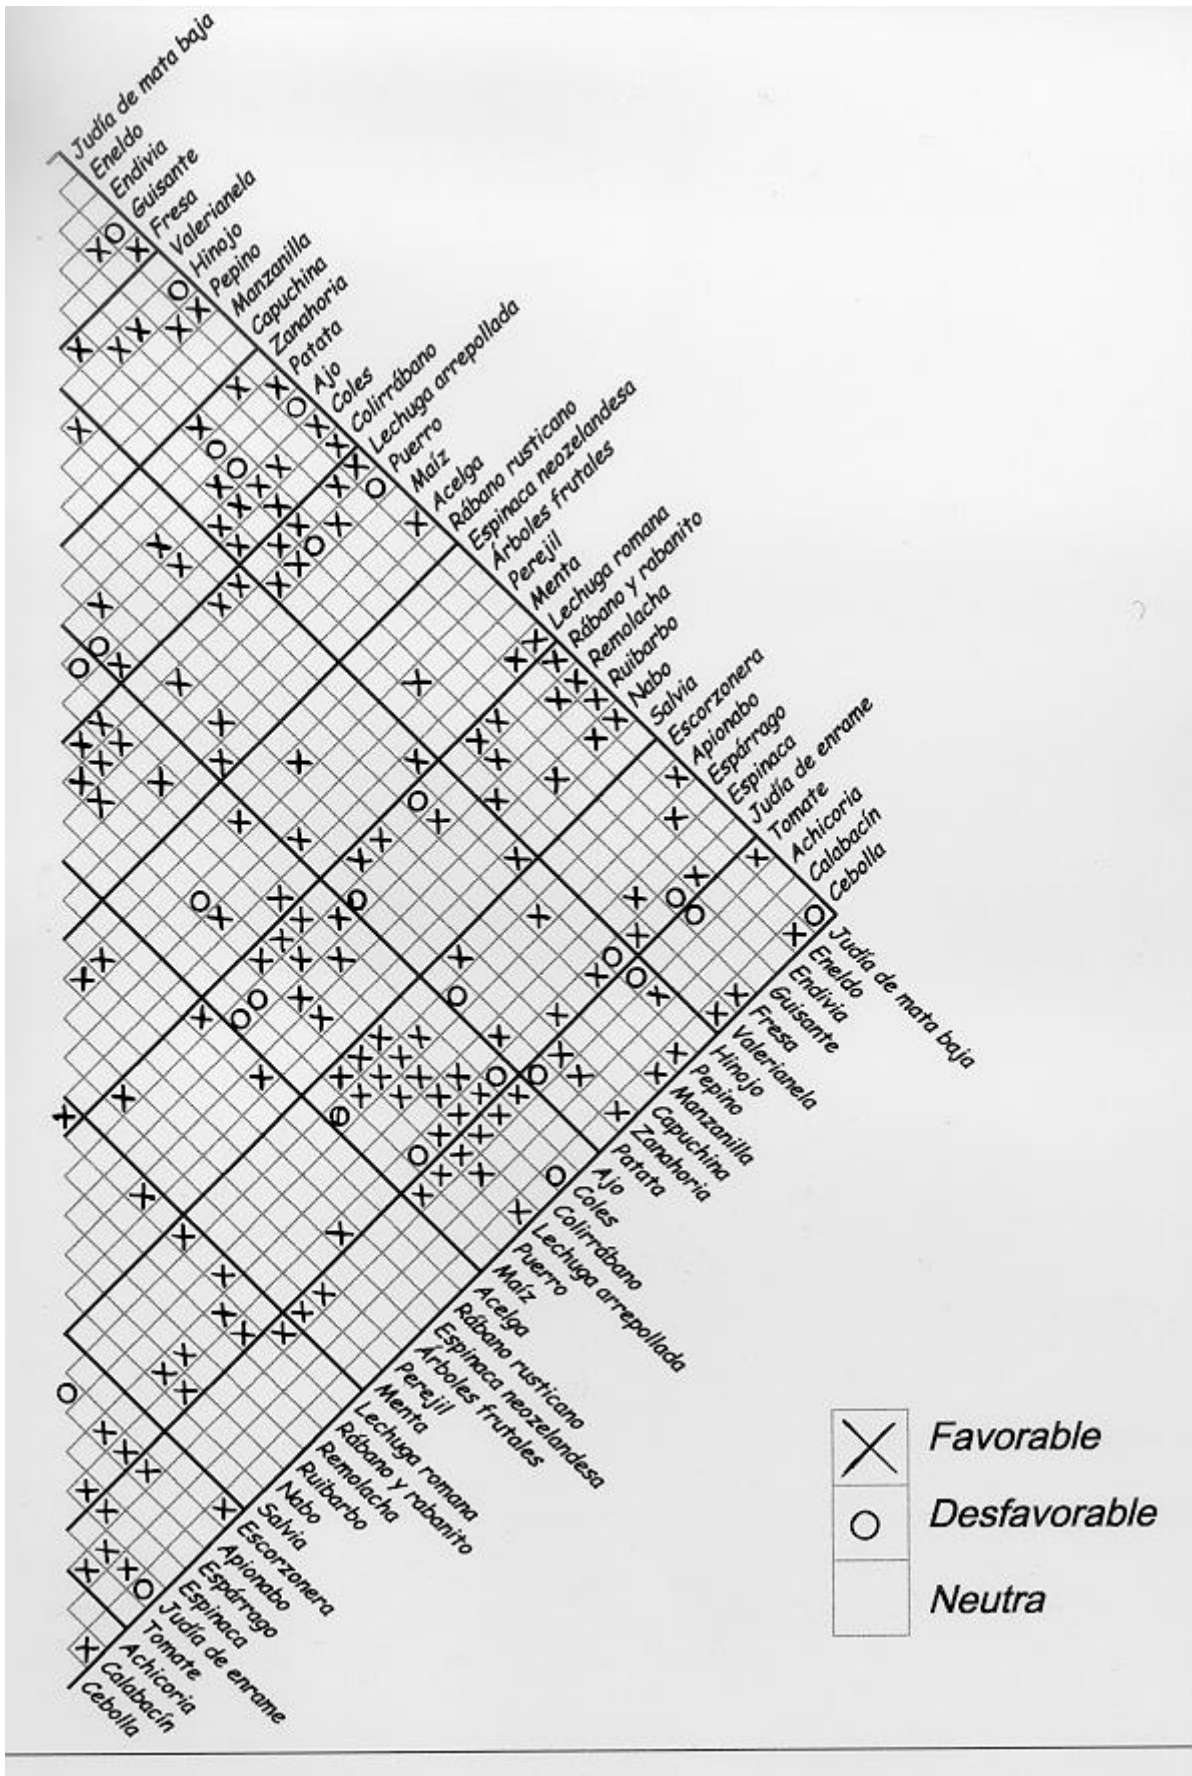 Judía de mata baja
Eneldo
Endivia
Guisante
Fresa
Valerianela
Hinojo
Pepino
Manzanilla
Capuchina
Zanahoria
Patata
Ajo
Coles
Colirrábano
Lechuga arrepollada
Puerro
Maíz
Acelga
Rábano rusticano
Espinaca neozelandesa
Árboles frutales
Perejil
Menta
Lechuga romana
Rábano y rabanito
Remolacha
Ruibarbo
Nabo
Salvia
Escorzonera
Apionabo
Espárrago
Espinaca
Judía de enrame
Tomate
Achicoria
Calabacín
Cebolla
Judía de mata baja
Eneldo
Endivia
Guisante
Fresa
Valerianela
Hinojo
Pepino
Manzanilla
Capuchina
Zanahoria
Patata
Ajo
Coles
Colirrábano
Lechuga arrepollada
Puerro
Maíz
Acelga
Rábano rusticano
Espinaca neozelandesa
Árboles frutales
Perejil
Menta
Lechuga romana
Rábano y rabanito
Remolacha
Ruibarbo
Nabo
Salvia
Escorzonera
Apionabo
Espárrago
Espinaca
Judía de enrame
Tomate
Achicoria
Calabacín
Cebolla
Favorable
Desfavorable
Neutra